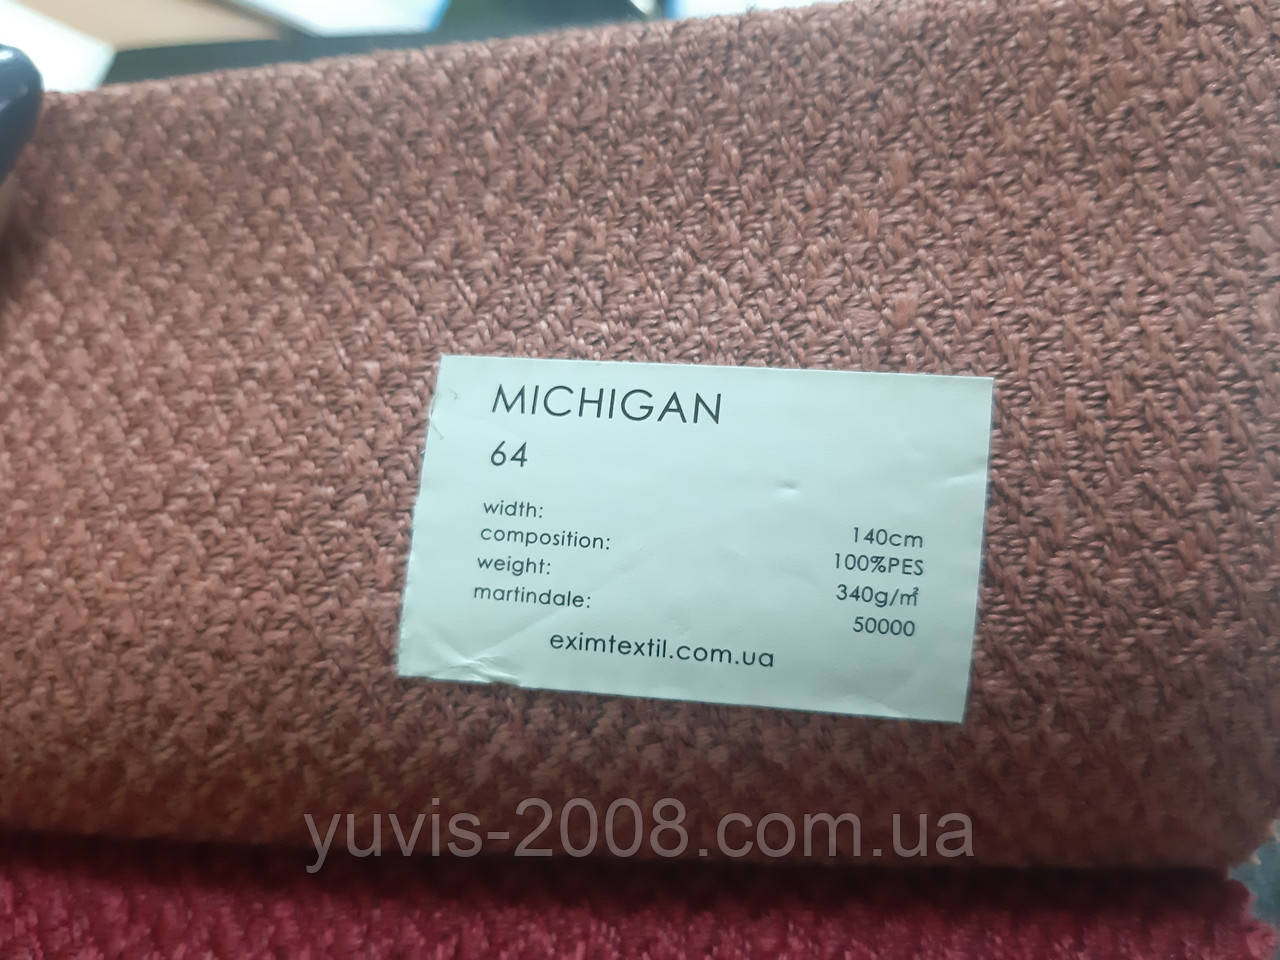 MICHIGAN
64
width: 140cm
composition: 100%PES
weight: 340g/㎡
martindale: 50000
eximtextil.com.ua
yuvis-2008.com.ua